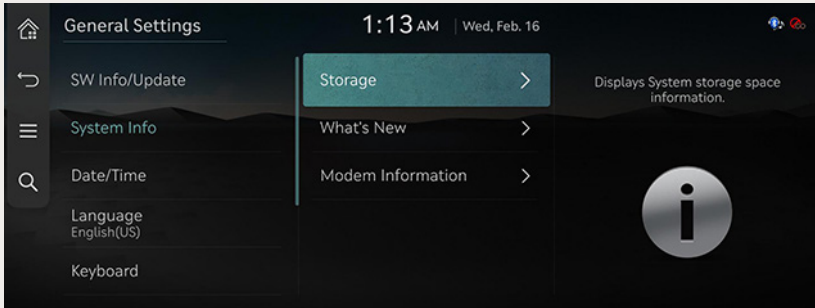 General Settings
1:13 AM
Wed, Feb. 16
SW Info/Update
System Info
Date/Time
Language
English(US)
Keyboard
Storage
What's New
Modem Information
Displays System storage space
information.